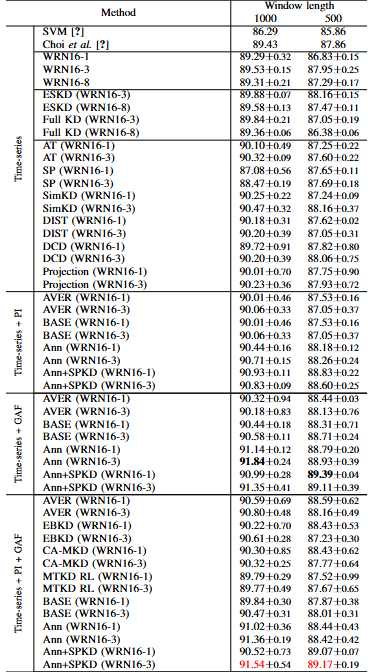 Method Window length
1000 500
SVM [?] 86.29 85.86
Choi et al. [?] 89.43 87.86
Time-series
WRN16-1 89.29±0.32 86.83±0.15
WRN16-3 89.53±0.15 87.95±0.25
WRN16-8 89.31±0.21 87.29±0.17
ESKD (WRN16-3) 89.88±0.07 88.16±0.15
ESKD (WRN16-8) 89.58±0.13 87.47±0.11
Full KD (WRN16-3) 89.84±0.21 87.05±0.19
Full KD (WRN16-8) 89.36±0.06 86.38±0.06
AT (WRN16-1) 90.10±0.49 87.25±0.22
AT (WRN16-3) 90.32±0.09 87.60±0.22
SP (WRN16-1) 87.08±0.56 87.65±0.11
SP (WRN16-3) 88.47±0.19 87.69±0.18
SimKD (WRN16-1) 90.25±0.22 87.24±0.09
SimKD (WRN16-3) 90.47±0.32 88.16±0.37
DIST (WRN16-1) 90.18±0.31 87.62±0.02
DIST (WRN16-3) 90.20±0.39 87.05±0.31
DCD (WRN16-1) 89.72±0.91 87.82±0.80
DCD (WRN16-3) 90.20±0.39 88.06±0.75
Projection (WRN16-1) 90.01±0.70 87.75±0.90
Projection (WRN16-3) 90.23±0.36 87.93±0.72
Time-series + PI
AVER (WRN16-1) 90.01±0.46 87.53±0.16
AVER (WRN16-3) 90.06±0.33 87.05±0.37
BASE (WRN16-1) 90.01±0.46 87.53±0.16
BASE (WRN16-3) 90.06±0.33 87.05±0.37
Ann (WRN16-1) 90.44±0.16 88.18±0.12
Ann (WRN16-3) 90.71±0.15 88.26±0.24
Ann+SPKD (WRN16-1) 90.93±0.11 88.83±0.22
Ann+SPKD (WRN16-3) 90.83±0.09 88.60±0.25
Time-series + GAF
AVER (WRN16-1) 90.32±0.94 88.44±0.03
AVER (WRN16-3) 90.18±0.83 88.13±0.76
BASE (WRN16-1) 90.44±0.18 88.31±0.71
BASE (WRN16-3) 90.58±0.11 88.71±0.24
Ann (WRN16-1) 91.14±0.12 88.79±0.20
Ann (WRN16-3) 91.84±0.24 88.93±0.39
Ann+SPKD (WRN16-1) 90.99±0.28 89.39±0.04
Ann+SPKD (WRN16-3) 91.35±0.41 89.11±0.39
Time-series + PI + GAF
AVER (WRN16-1) 90.59±0.69 88.59±0.62
AVER (WRN16-3) 90.80±0.48 88.16±0.49
EBKD (WRN16-1) 90.22±0.70 88.43±0.53
EBKD (WRN16-3) 90.61±0.28 87.23±0.30
CA-MKD (WRN16-1) 90.30±0.85 88.43±0.62
CA-MKD (WRN16-3) 90.32±0.25 87.77±0.64
MTKD RL (WRN16-1) 89.79±0.29 87.52±0.99
MTKD RL (WRN16-3) 89.77±0.49 87.67±0.65
BASE (WRN16-1) 89.84±0.30 87.87±0.38
BASE (WRN16-3) 90.47±0.31 88.01±0.31
Ann (WRN16-1) 91.02±0.36 88.44±0.43
Ann (WRN16-3) 91.36±0.19 88.42±0.42
Ann+SPKD (WRN16-1) 90.52±0.73 89.07±0.07
Ann+SPKD (WRN16-3) 91.54±0.54 89.17±0.19